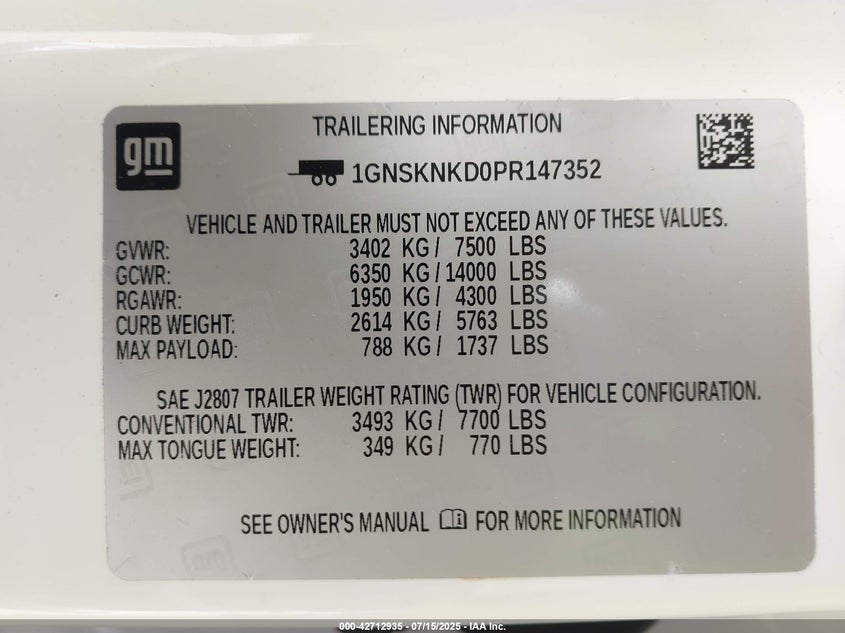 gm
TRAILERING INFORMATION
1GNSKNKD0PR147352
VEHICLE AND TRAILER MUST NOT EXCEED ANY OF THESE VALUES.
GVWR: 3402 KG / 7500 LBS
GCWR: 6350 KG / 14000 LBS
RGAWR: 1950 KG / 4300 LBS
CURB WEIGHT: 2614 KG / 5763 LBS
MAX PAYLOAD: 788 KG / 1737 LBS
SAE J2807 TRAILER WEIGHT RATING (TWR) FOR VEHICLE CONFIGURATION.
CONVENTIONAL TWR: 3493 KG / 7700 LBS
MAX TONGUE WEIGHT: 349 KG / 770 LBS
SEE OWNER'S MANUAL FOR MORE INFORMATION
000-42712935 - 07/15/2025 - IAA Inc.